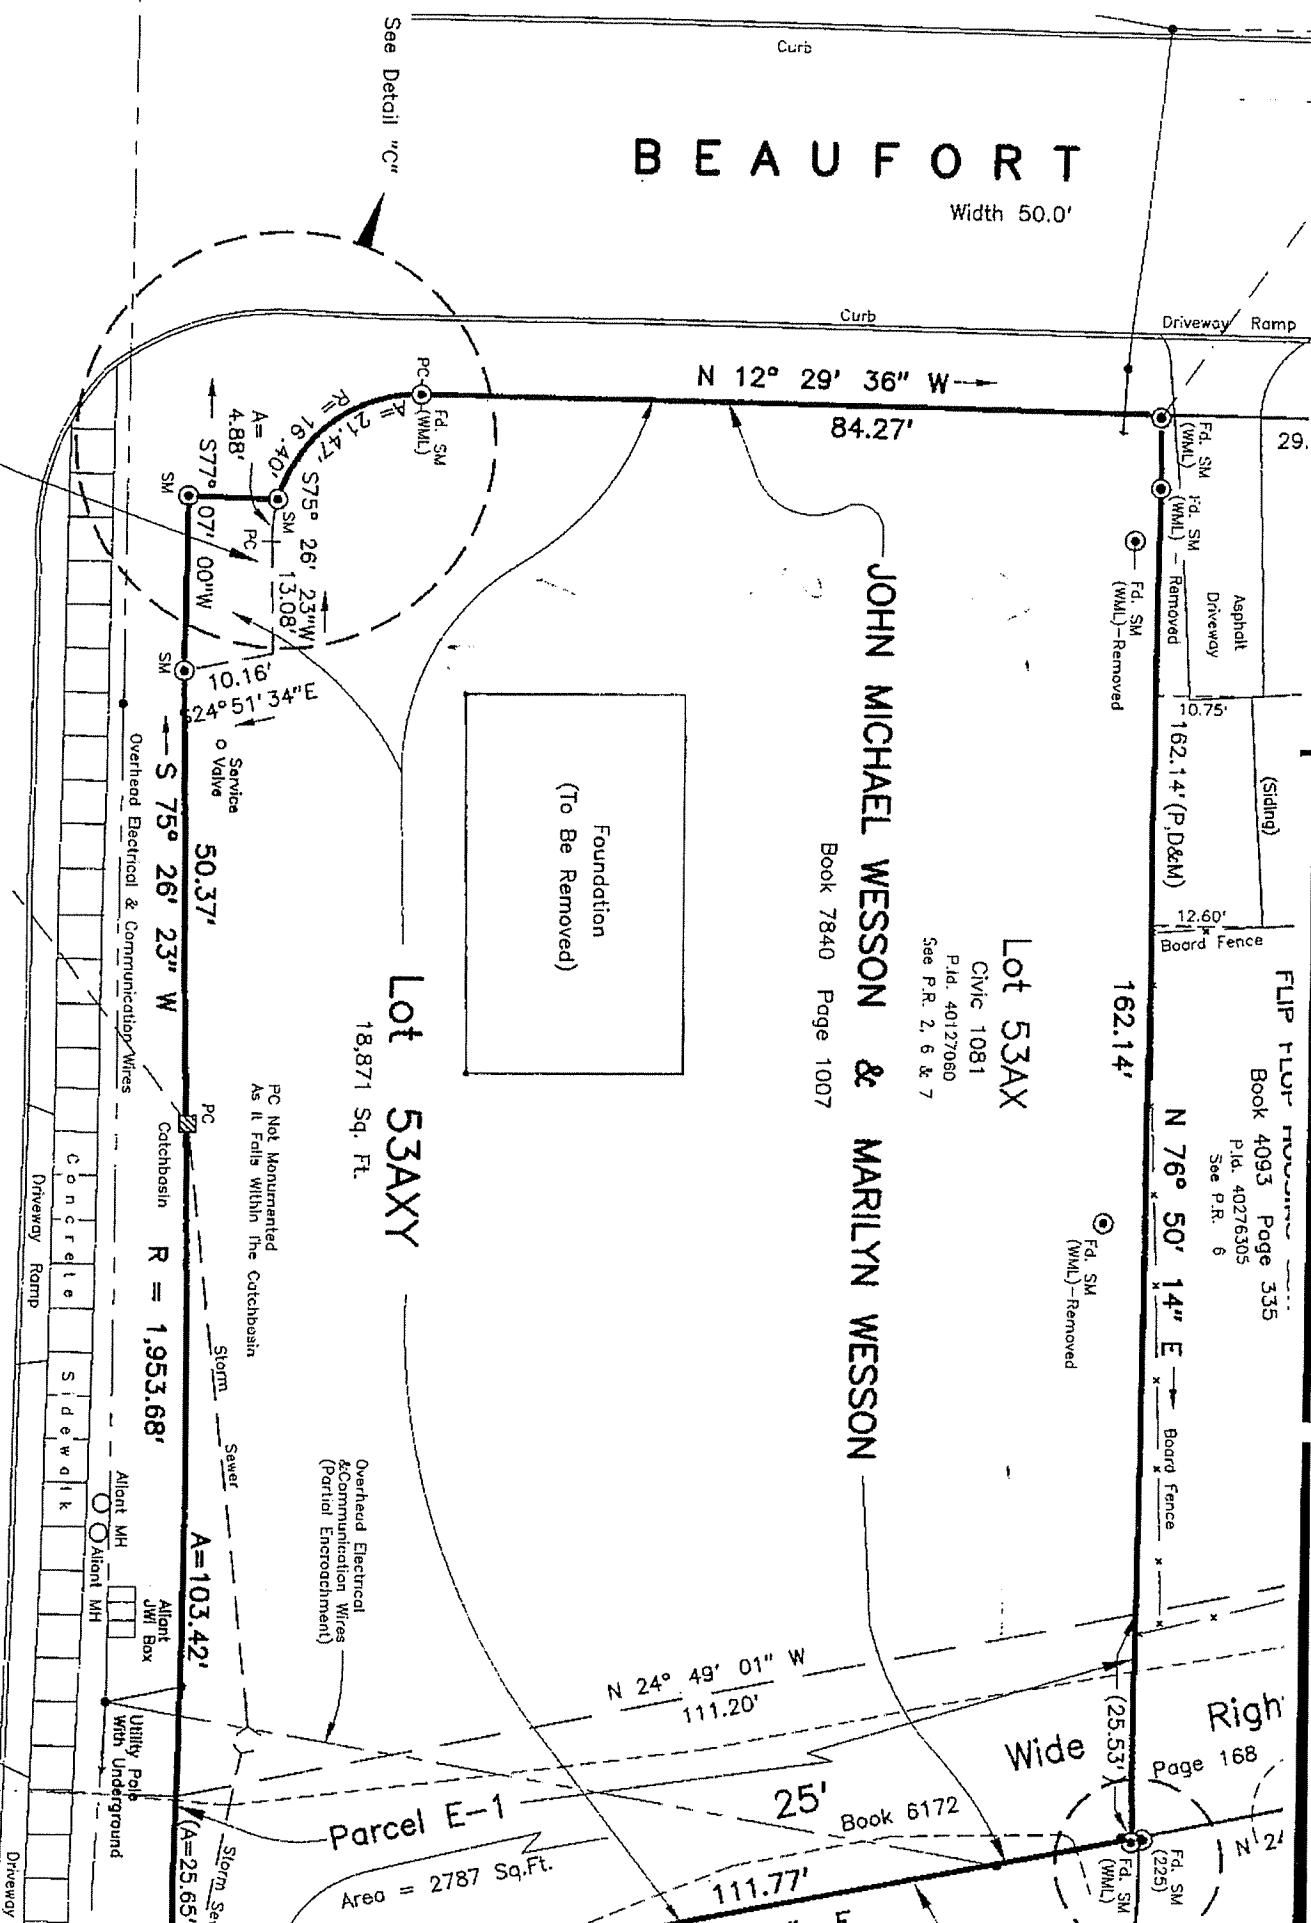 Curb
See Detail "C"
BEAUFORT
Width 50.0'
Curb
Driveway Ramp
N 12° 29' 36" W
84.27'
29.
PC
Fd. SM
(WML)
A= 21.47'
R= 16.40'
A=
4.88'
S77° 07' 00"W
SM
SM
PC
S75° 26' 23"W
13.08'
SM
10.16'
S24° 51' 34"E
Service
Valve
Fd. SM
(WML)
Fd. SM
(WML) - Removed
Fd. SM
(WML)-Removed
Asphalt
Driveway
10.75'
162.14' (P,D&M)
(Siding)
12.60'
Board Fence
FLIP FLOP
Book 4093 Page 335
P.Id. 40276305
See P.R. 6
162.14'
N 76° 50' 14" E
Board Fence
Fd. SM
(WML)-Removed
Lot 53AX
Civic 1081
P.Id. 40127060
See P.R. 2, 6 & 7
JOHN MICHAEL WESSON & MARILYN WESSON
Book 7840 Page 1007
Foundation
(To Be Removed)
Lot 53AXY
18,871 Sq. Ft.
50.37'
S 75° 26' 23" W
Overhead Electrical & Communication Wires
PC
Catchbasin
PC Not Monumented
As It Falls Within The Catchbasin
R = 1,953.68'
A=103.42'
Storm Sewer
Concrete Sidewalk
Driveway Ramp
Aliant MH
Aliant MH
Aliant
JWI Box
Overhead Electrical
&Communication Wires
(Partial Encroachment)
Utility Pole
With Underground
N 24° 49' 01" W
111.20'
Wide
Righ
(25.53')
Page 168
25'
Book 6172
Parcel E-1
Area = 2787 Sq.Ft.
111.77'
(A=25.65'
Storm Se
Driveway
Fd. SM
(WML)
Fd. SM
(225)